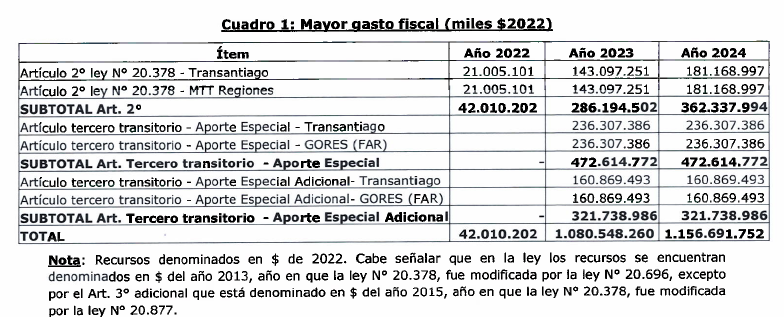 Cuadro 1: Mayor gasto fiscal (miles $2022)
Ítem Año 2022 Año 2023 Año 2024
Artículo 2º ley Nº 20.378 - Transantiago 21.005.101 143.097.251 181.168.997
Artículo 2º ley Nº 20.378 - MTT Regiones 21.005.101 143.097.251 181.168.997
SUBTOTAL Art. 2º 42.010.202 286.194.502 362.337.994
Artículo tercero transitorio - Aporte Especial - Transantiago 236.307.386 236.307.386
Artículo tercero transitorio - Aporte Especial - GORES (FAR) 236.307.386 236.307.386
SUBTOTAL Art. Tercero transitorio - Aporte Especial - 472.614.772 472.614.772
Artículo tercero transitorio - Aporte Especial Adicional- Transantiago 160.869.493 160.869.493
Artículo tercero transitorio - Aporte Especial Adicional- GORES (FAR) 160.869.493 160.869.493
SUBTOTAL Art. Tercero transitorio - Aporte Especial Adicional - 321.738.986 321.738.986
TOTAL 42.010.202 1.080.548.260 1.156.691.752
Nota: Recursos denominados en $ de 2022. Cabe señalar que en la ley los recursos se encuentran
denominados en $ del año 2013, año en que la ley Nº 20.378, fue modificada por la ley Nº 20.696, excepto
por el Art. 3º adicional que está denominado en $ del año 2015, año en que la ley Nº 20.378, fue modificada
por la ley Nº 20.877.